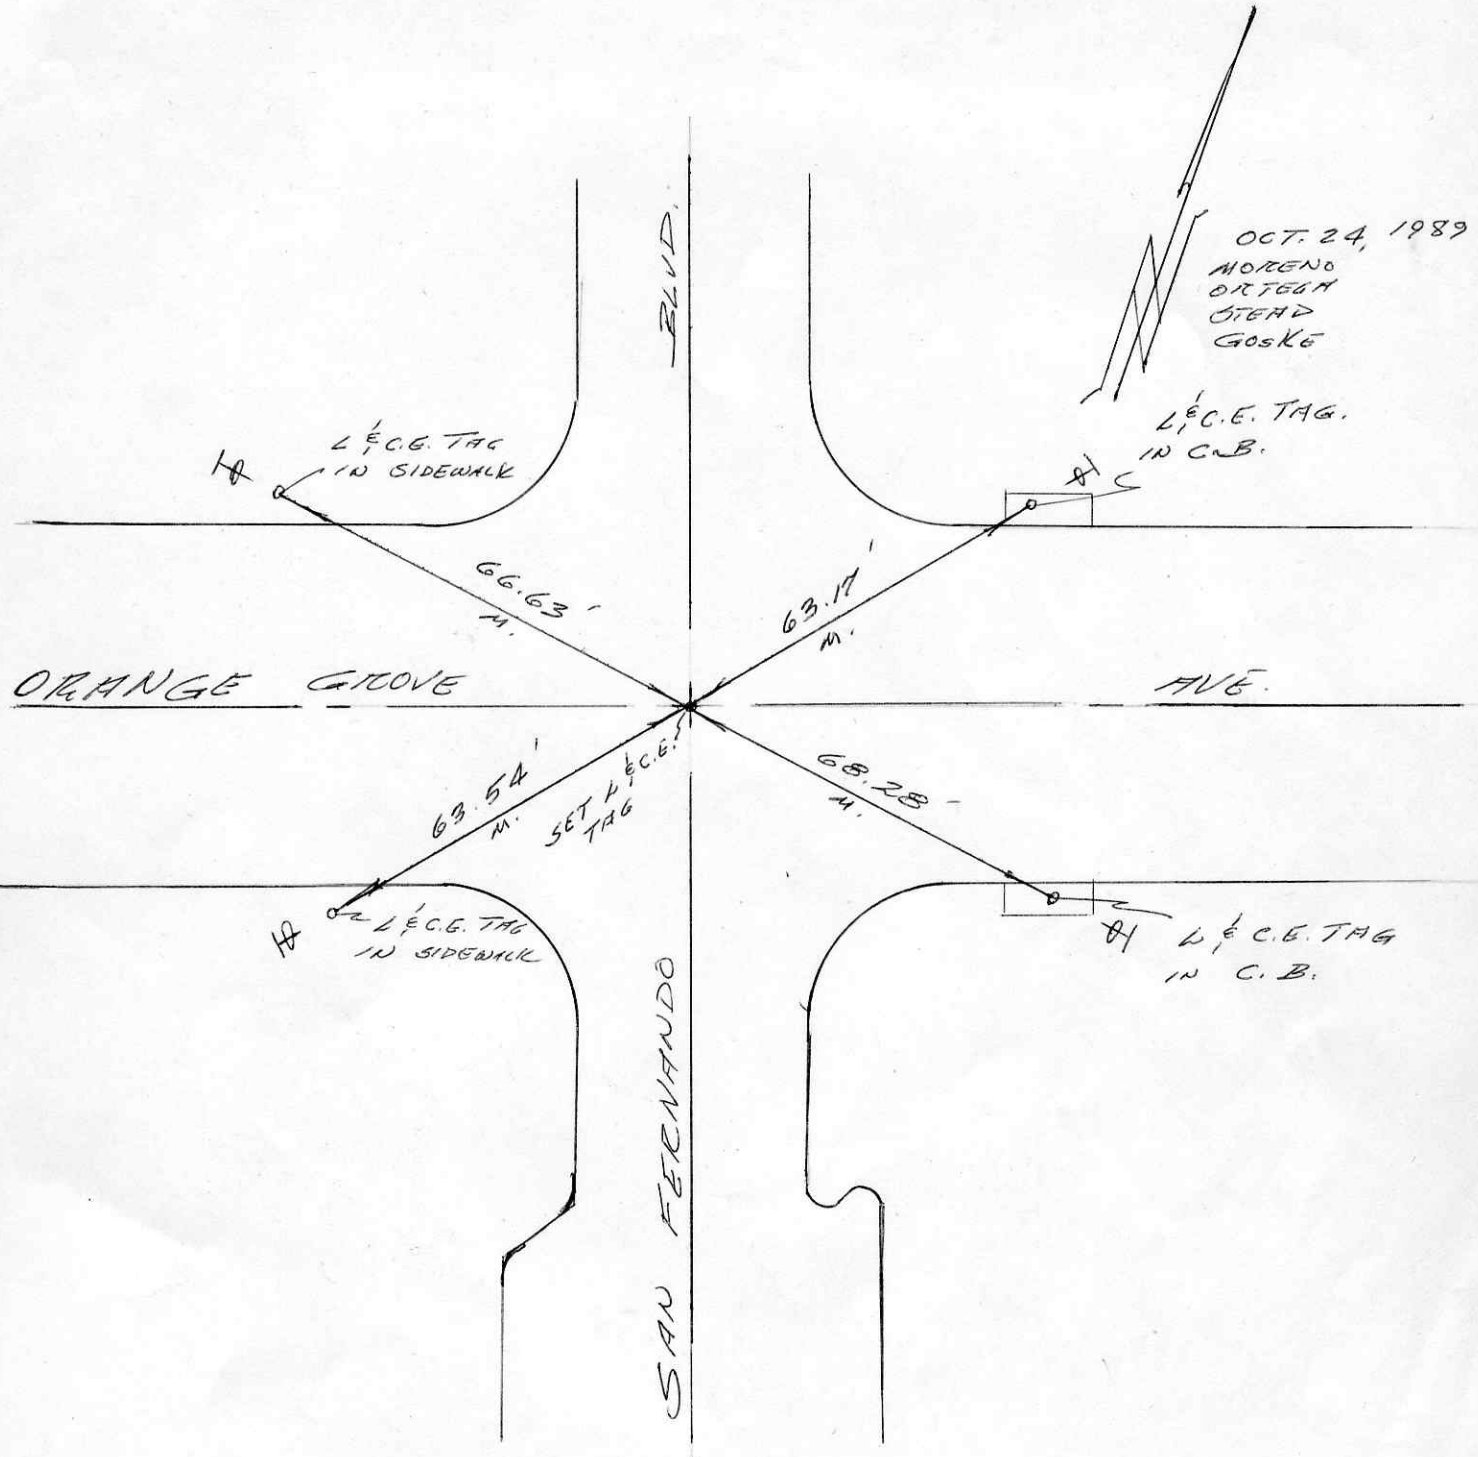 OCT. 24, 1989
MORENO
ORTEGA
STEAD
GOSKE
BLVD.
L & C.E. TAG
IN SIDEWALK
L & C.E. TAG.
IN C.B.
66.63'
M.
63.17'
M.
ORANGE GROVE AVE.
63.54'
M.
SET L & C.E.
TAG
68.28'
M.
L & C.E. TAG
IN SIDEWALK
L & C.E. TAG
IN C.B.
SAN FERNANDO